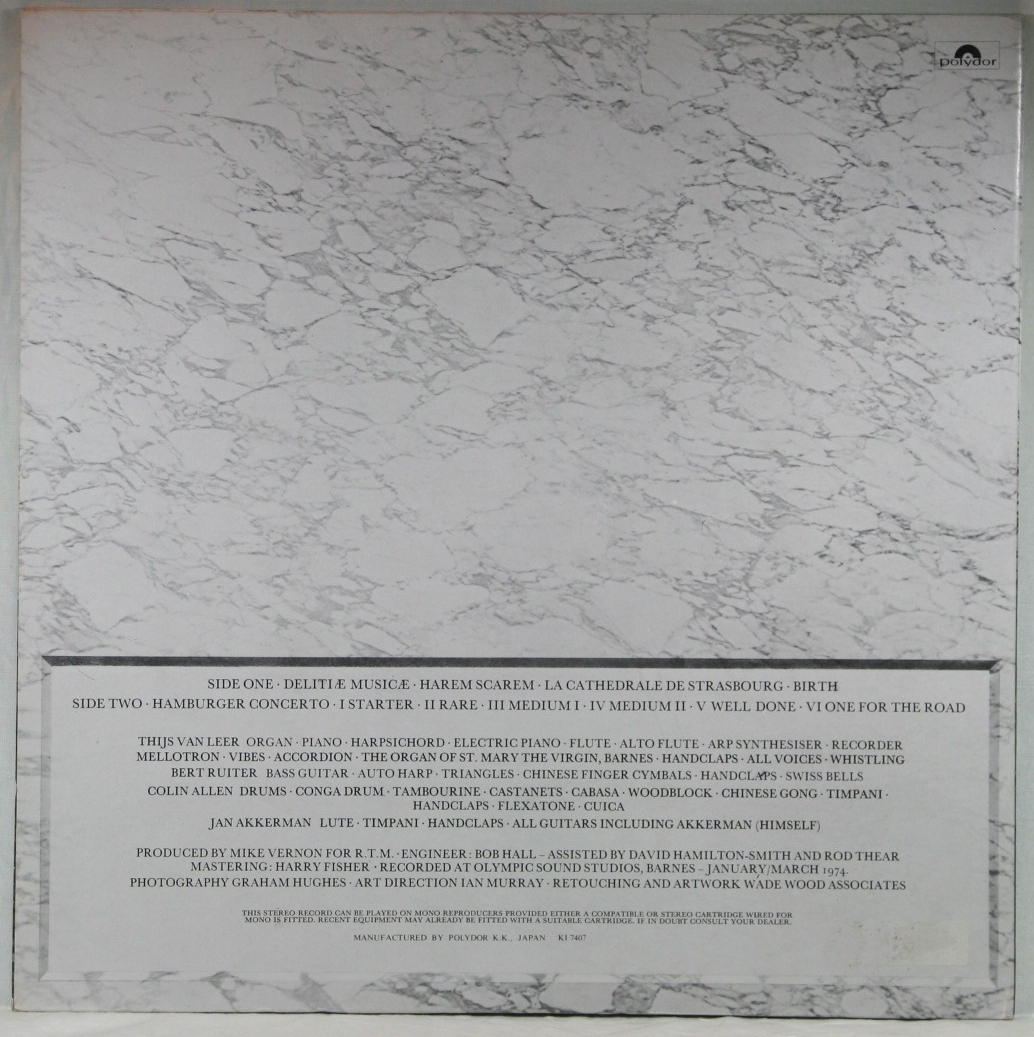 polydor
SIDE ONE · DELITIÆ MUSICÆ · HAREM SCAREM · LA CATHEDRALE DE STRASBOURG · BIRTH
SIDE TWO · HAMBURGER CONCERTO · I STARTER · II RARE · III MEDIUM I · IV MEDIUM II · V WELL DONE · VI ONE FOR THE ROAD
THIJS VAN LEER ORGAN · PIANO · HARPSICHORD · ELECTRIC PIANO · FLUTE · ALTO FLUTE · ARP SYNTHESISER · RECORDER
MELLOTRON · VIBES · ACCORDION · THE ORGAN OF ST. MARY THE VIRGIN, BARNES · HANDCLAPS · ALL VOICES · WHISTLING
BERT RUITER BASS GUITAR · AUTO HARP · TRIANGLES · CHINESE FINGER CYMBALS · HANDCLAPS · SWISS BELLS
COLIN ALLEN DRUMS · CONGA DRUM · TAMBOURINE · CASTANETS · CABASA · WOODBLOCK · CHINESE GONG · TIMPANI ·
HANDCLAPS · FLEXATONE · CUICA
JAN AKKERMAN LUTE · TIMPANI · HANDCLAPS · ALL GUITARS INCLUDING AKKERMAN (HIMSELF)
PRODUCED BY MIKE VERNON FOR R.T.M. · ENGINEER: BOB HALL – ASSISTED BY DAVID HAMILTON-SMITH AND ROD THEAR
MASTERING: HARRY FISHER · RECORDED AT OLYMPIC SOUND STUDIOS, BARNES – JANUARY/MARCH 1974.
PHOTOGRAPHY GRAHAM HUGHES · ART DIRECTION IAN MURRAY · RETOUCHING AND ARTWORK WADE WOOD ASSOCIATES
THIS STEREO RECORD CAN BE PLAYED ON MONO REPRODUCERS PROVIDED EITHER A COMPATIBLE OR STEREO CARTRIDGE WIRED FOR
MONO IS FITTED. RECENT EQUIPMENT MAY ALREADY BE FITTED WITH A SUITABLE CARTRIDGE. IF IN DOUBT CONSULT YOUR DEALER.
MANUFACTURED BY POLYDOR K.K., JAPAN KI 7407